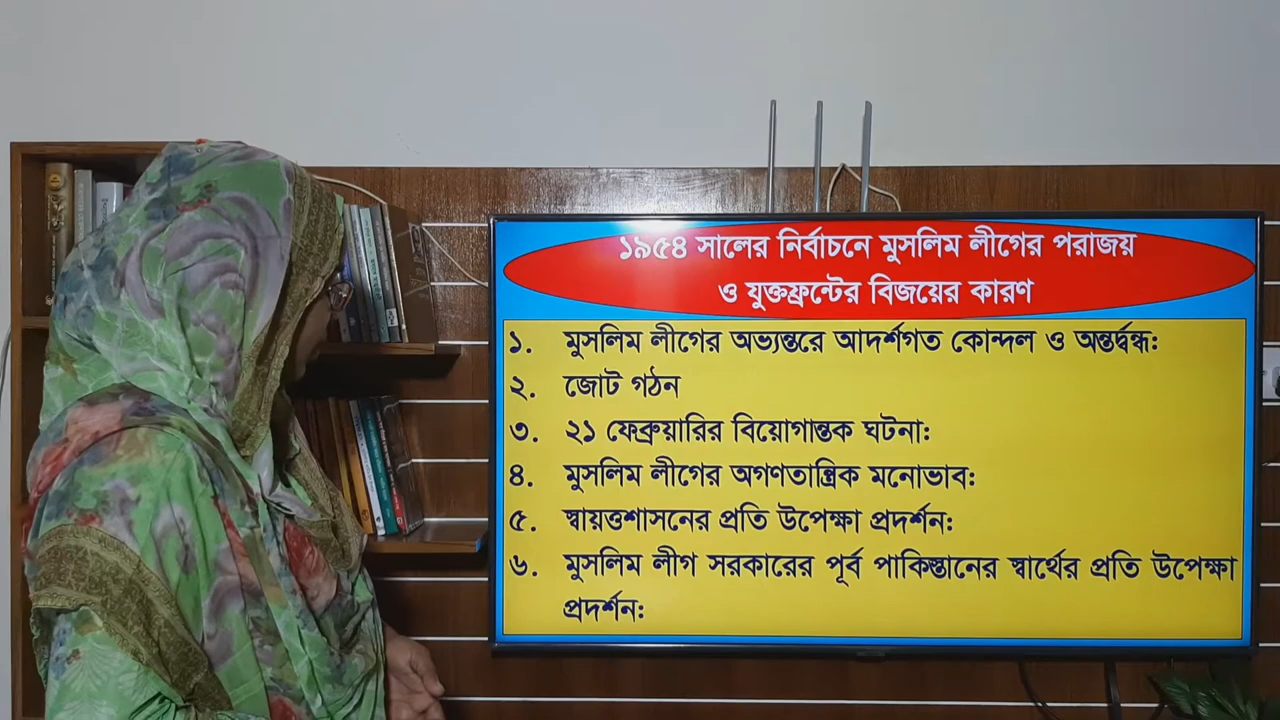 ১৯৫৪ সালের নির্বাচনে মুসলিম লীগের পরাজয়
ও যুক্তফ্রন্টের বিজয়ের কারণ
১. মুসলিম লীগের অভ্যন্তরে আদর্শগত কোন্দল ও অন্তর্দ্বন্ধ:
২. জোট গঠন
৩. ২১ ফেব্রুয়ারির বিয়োগান্তক ঘটনা:
৪. মুসলিম লীগের অগণতান্ত্রিক মনোভাব:
৫. স্বায়ত্তশাসনের প্রতি উপেক্ষা প্রদর্শন:
৬. মুসলিম লীগ সরকারের পূর্ব পাকিস্তানের স্বার্থের প্রতি উপেক্ষা
প্রদর্শন: